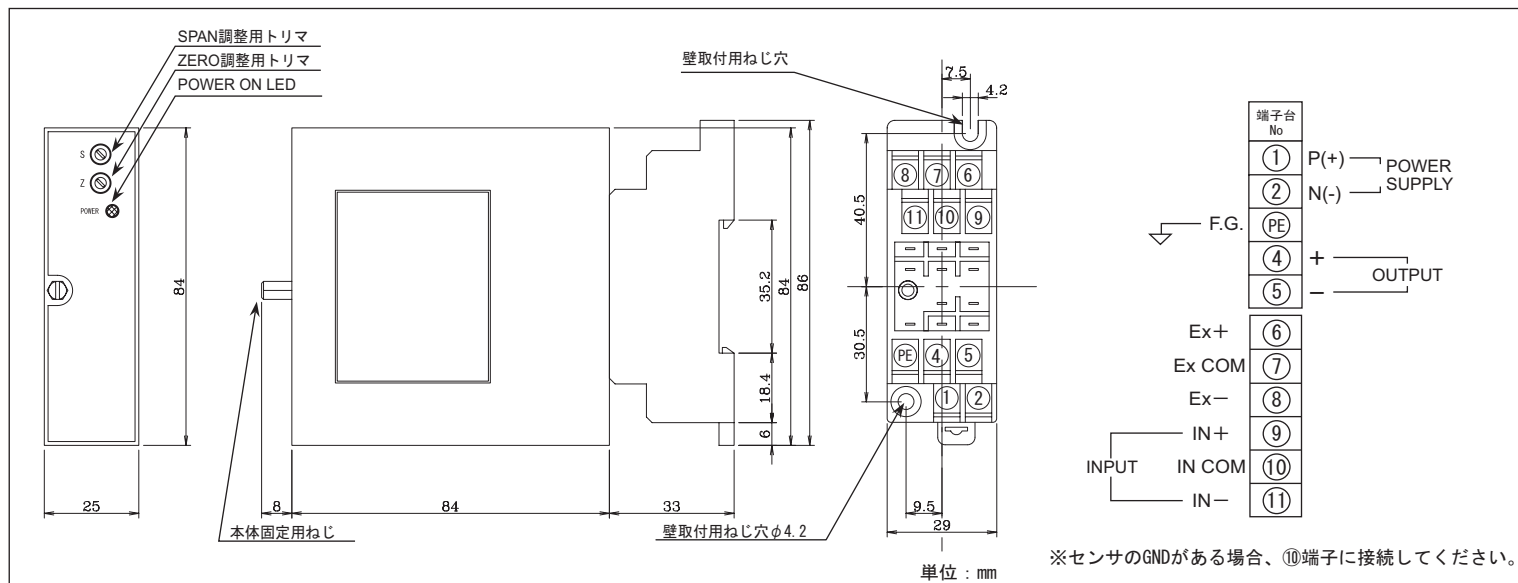 SPAN調整用トリマ
ZERO調整用トリマ
POWER ON LED
S
Z
POWER
84
25
本体固定用ねじ
8
84
33
35.2
18.4
6
84
86
壁取付用ねじ穴
7.5
4.2
40.5
30.5
⑧ ⑦ ⑥
⑪ ⑩ ⑨
PE ④ ⑤
① ②
9.5
29
壁取付用ねじ穴φ4.2
単位：mm
端子台
No
① P(+)
② N(-)
POWER
SUPPLY
F.G. PE
④ +
⑤ −
OUTPUT
Ex+ ⑥
Ex COM ⑦
Ex− ⑧
IN+ ⑨
INPUT IN COM ⑩
IN− ⑪
※センサのGNDがある場合、⑩端子に接続してください。